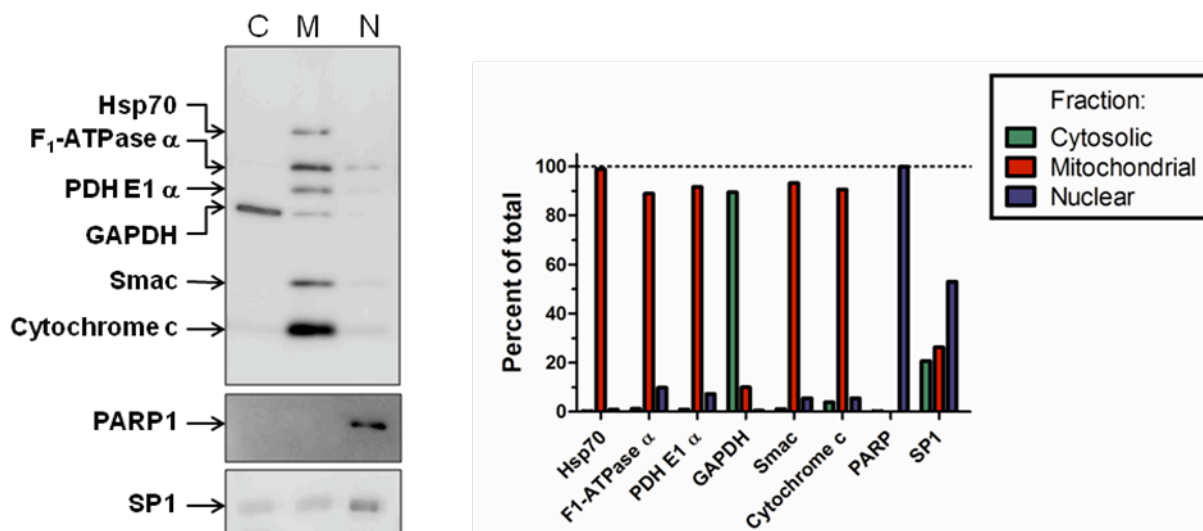 C M N
Hsp70
F₁-ATPase α
PDH E1 α
GAPDH
Smac
Cytochrome c
PARP1
SP1
Fraction:
Cytosolic
Mitochondrial
Nuclear
Percent of total
100
80
60
40
20
0
Hsp70
F1-ATPase α
PDH E1 α
GAPDH
Smac
Cytochrome c
PARP
SP1